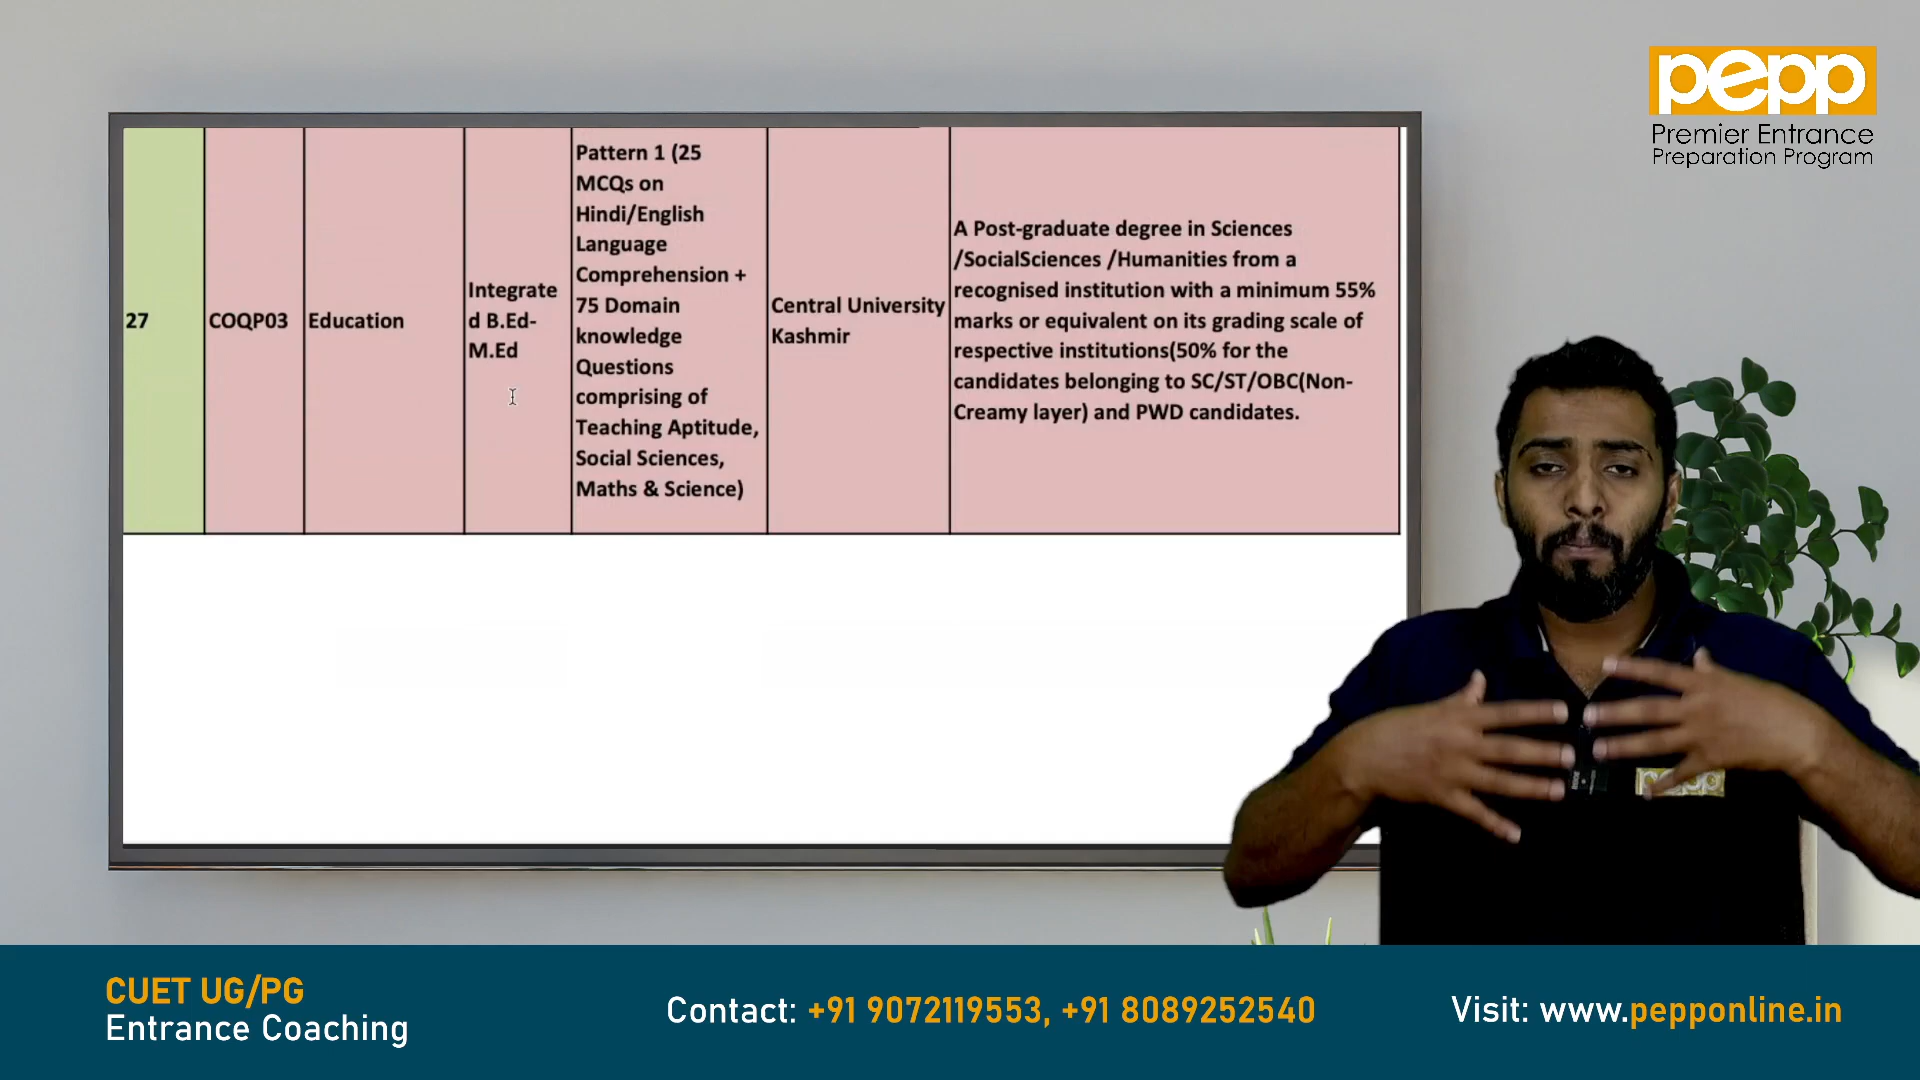 pepp
Premier Entrance
Preparation Program
27
COQP03
Education
Integrate
d B.Ed-
M.Ed
Pattern 1 (25
MCQs on
Hindi/English
Language
Comprehension +
75 Domain
knowledge
Questions
comprising of
Teaching Aptitude,
Social Sciences,
Maths & Science)
Central University
Kashmir
A Post-graduate degree in Sciences
/SocialSciences /Humanities from a
recognised institution with a minimum 55%
marks or equivalent on its grading scale of
respective institutions(50% for the
candidates belonging to SC/ST/OBC(Non-
Creamy layer) and PWD candidates.
CUET UG/PG
Entrance Coaching
Contact: +91 9072119553, +91 8089252540
Visit: www.pepponline.in